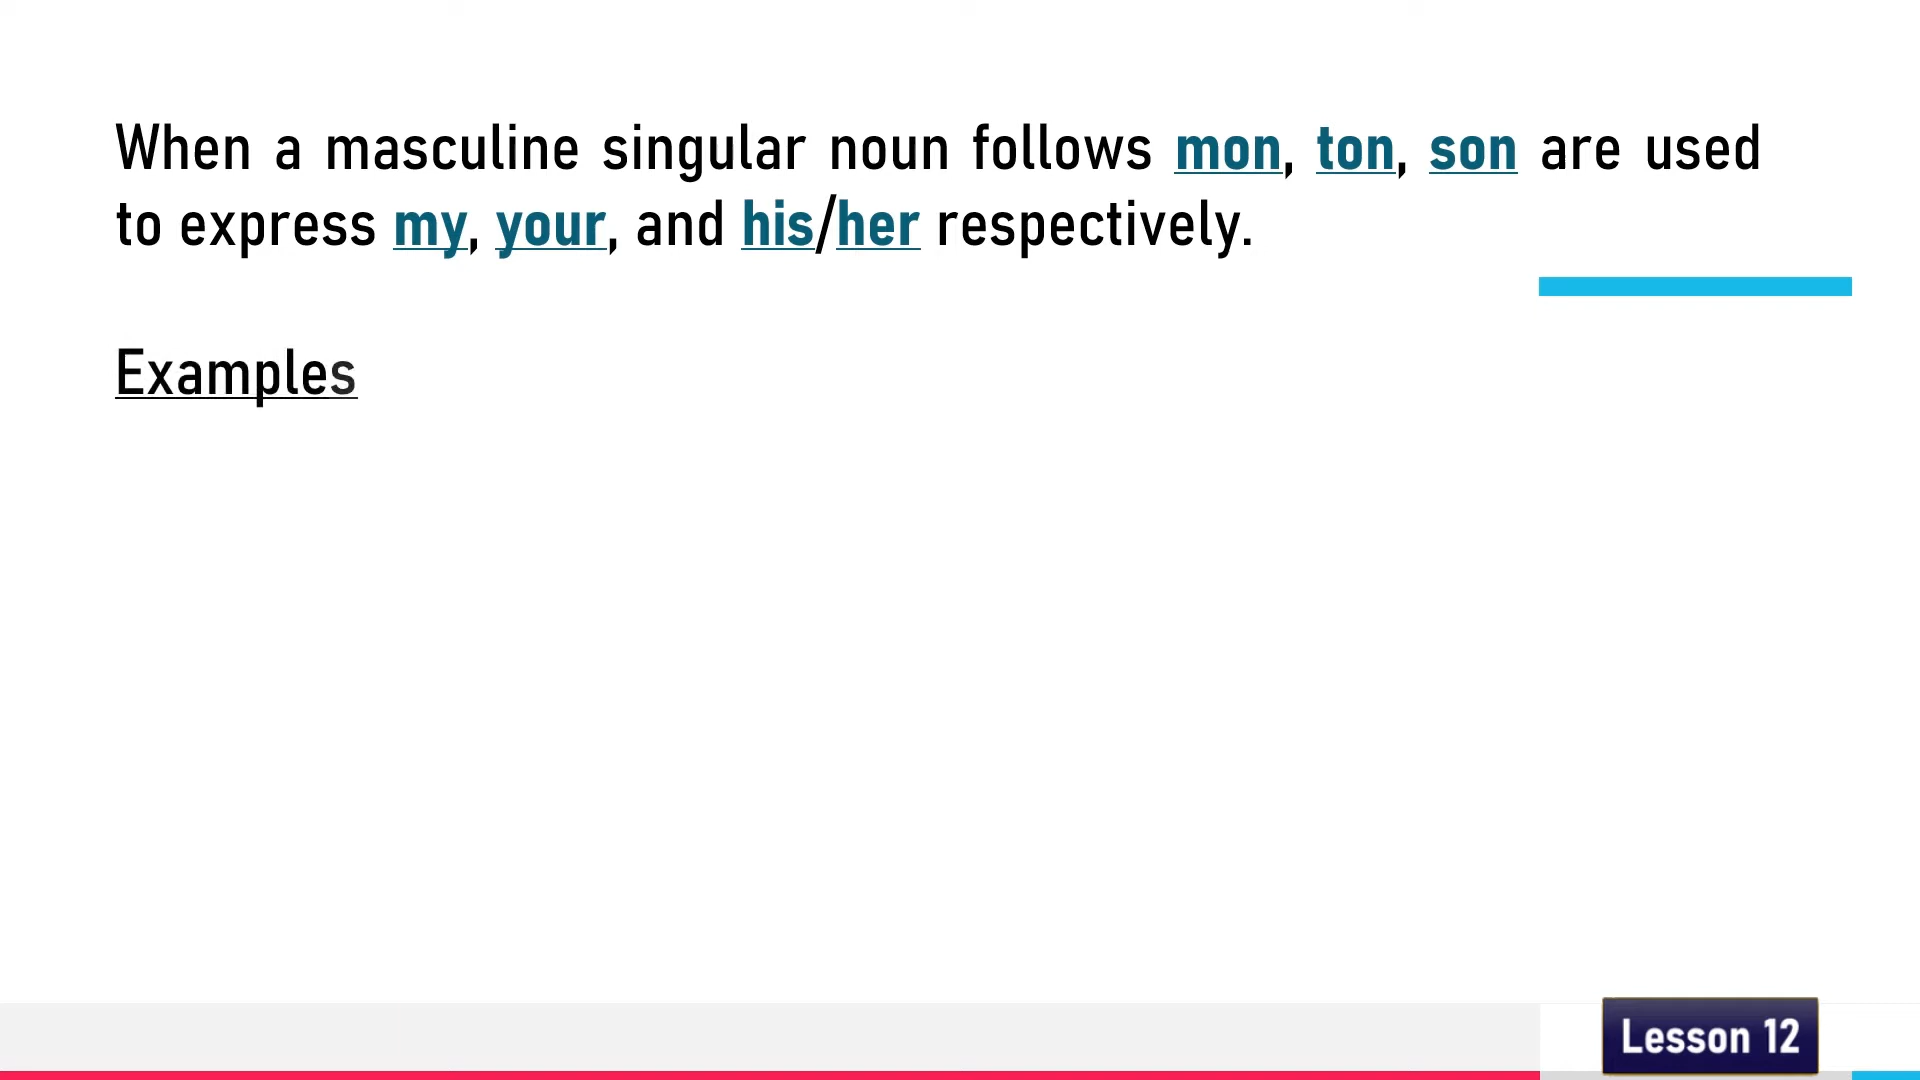 When a masculine singular noun follows mon, ton, son are used
to express my, your, and his/her respectively.
Examples
Lesson 12